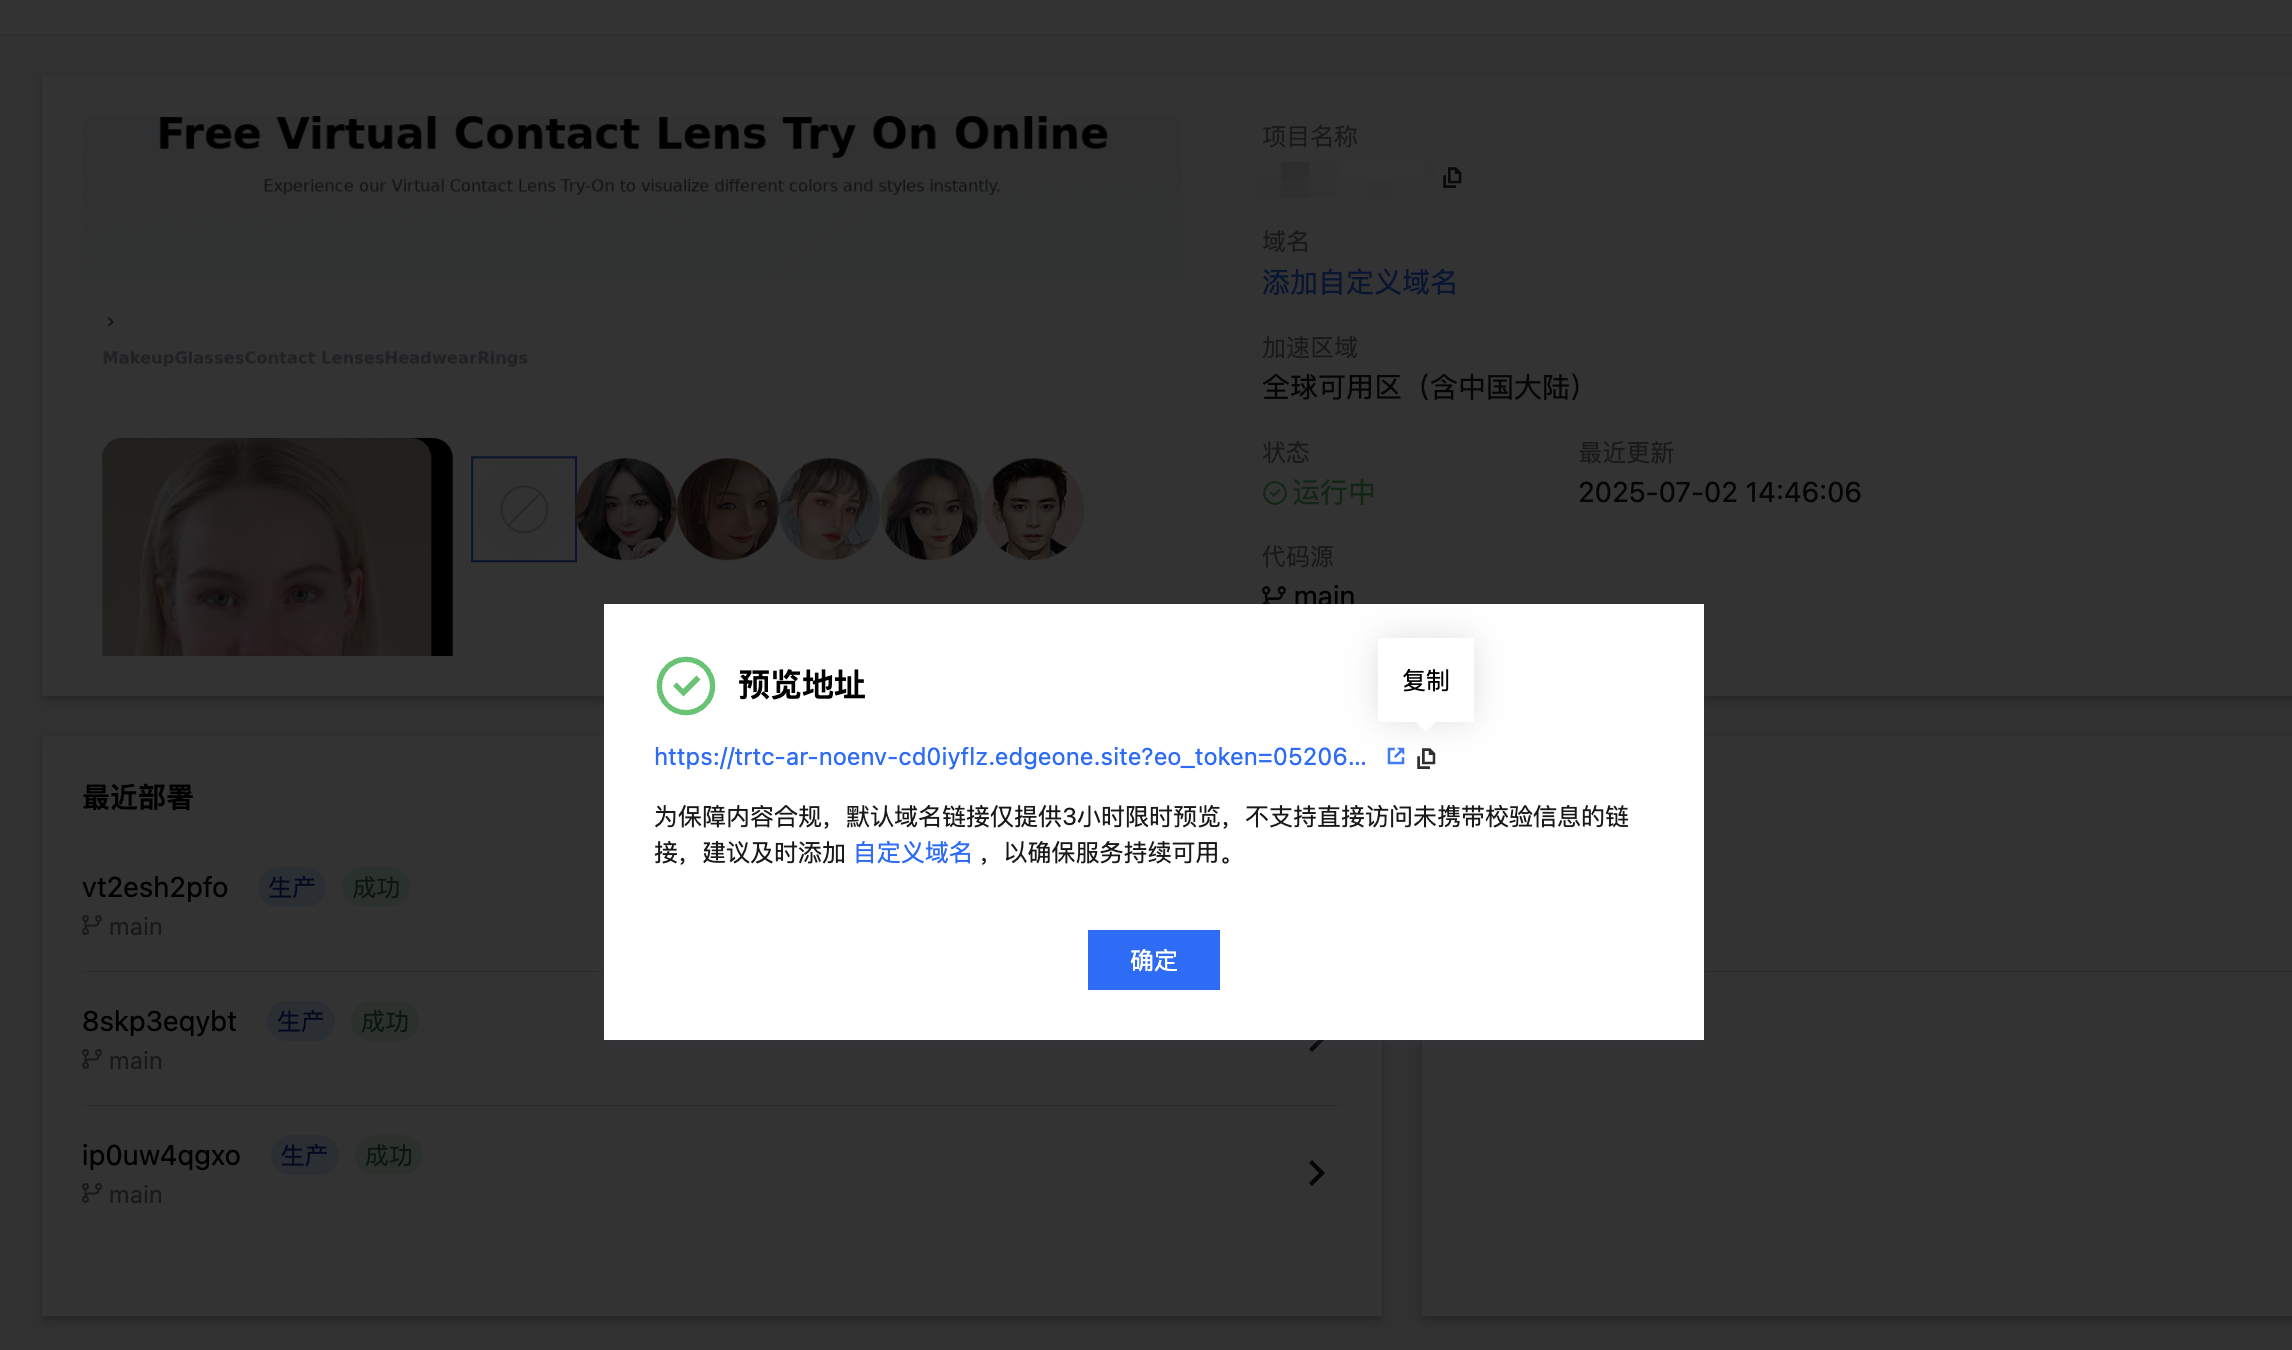 Free Virtual Contact Lens Try On Online
Experience our Virtual Contact Lens Try-On to visualize different colors and styles instantly.
›
MakeupGlassesContact LensesHeadwearRings
项目名称
域名
添加自定义域名
加速区域
全球可用区（含中国大陆）
状态
运行中
最近更新
2025-07-02 14:46:06
代码源
main
预览地址
复制
https://trtc-ar-noenv-cd0iyflz.edgeone.site?eo_token=05206...
为保障内容合规，默认域名链接仅提供3小时限时预览，不支持直接访问未携带校验信息的链
接，建议及时添加 自定义域名 ，以确保服务持续可用。
确定
最近部署
vt2esh2pfo 生产 成功
main
8skp3eqybt 生产 成功
main
ip0uw4qgxo 生产 成功
main